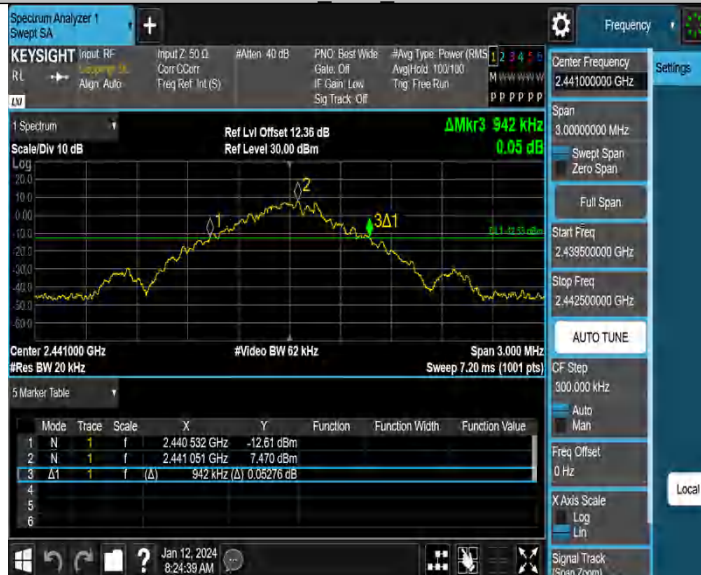 Spectrum Analyzer 1
Swept SA
+
Frequency
KEYSIGHT
RL
LXI
Input: RF
Coupling: DC
Align: Auto
Input Z: 50 Ω
Corr CCorr
Freq Ref: Int (S)
#Atten: 40 dB
PNO: Best Wide
Gate: Off
IF Gain: Low
Sig Track: Off
#Avg Type: Power (RMS
Avg|Hold: 100/100
Trig: Free Run
1 2 3 4 5 6
M W W W W W
P P P P P P
Settings
Center Frequency
2.441000000 GHz
Span
3.00000000 MHz
Swept Span
Zero Span
Full Span
Start Freq
2.439500000 GHz
Stop Freq
2.442500000 GHz
AUTO TUNE
CF Step
300.000 kHz
Auto
Man
Freq Offset
0 Hz
X Axis Scale
Log
Lin
Signal Track
(Span Zoom)
Local
1 Spectrum
Scale/Div 10 dB
Ref Lvl Offset 12.36 dB
Ref Level 30.00 dBm
ΔMkr3 942 kHz
0.05 dB
Log
20.0
10.0
0.00
-10.0
-20.0
-30.0
-40.0
-50.0
-60.0
1
2
3Δ1
DL1 -12.53 dBm
Center 2.441000 GHz
#Res BW 20 kHz
#Video BW 62 kHz
Span 3.000 MHz
Sweep 7.20 ms (1001 pts)
5 Marker Table
Mode Trace Scale X Y Function Function Width Function Value
1 N 1 f 2.440 532 GHz -12.61 dBm
2 N 1 f 2.441 051 GHz 7.470 dBm
3 Δ1 1 f (Δ) 942 kHz (Δ) 0.05276 dB
4
5
6
?
Jan 12, 2024
8:24:39 AM